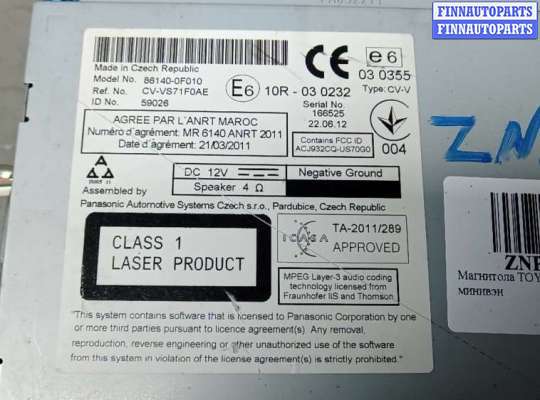 FINNAUTOPARTS
FINNAUTOPARTS
Made in Czech Republic
Model No. 86140-0F010
Ref. No. CV-VS71F0AE
ID No. 59026
E6 10R - 03 0232
Serial No.
166525
22.06.12
CE
e6
03 0355
Type: CV-V
004
AGREE PAR L'ANRT MAROC
Numéro d'agrément: MR 6140 ANRT 2011
Date d'agrément: 21/03/2011
Contains FCC ID
ACJ932CQ-US70G0
DC 12V
Negative Ground
Speaker 4 Ω
Assembled by
Panasonic Automotive Systems Czech s.r.o., Pardubice, Czech Republic
CLASS 1
LASER PRODUCT
ICASA
TA-2011/289
APPROVED
MPEG Layer-3 audio coding
technology licensed from
Fraunhofer IIS and Thomson.
"This system contains software that is licensed to Panasonic Corporation by one
or more third parties pursuant to licence agreement(s). Any removal,
reproduction, reverse engineering or other unauthorized use of the software
from this system in violation of the license agreement(s) is strictly prohibited."
ZN
ZNF
Магнитола TOY
минивэн